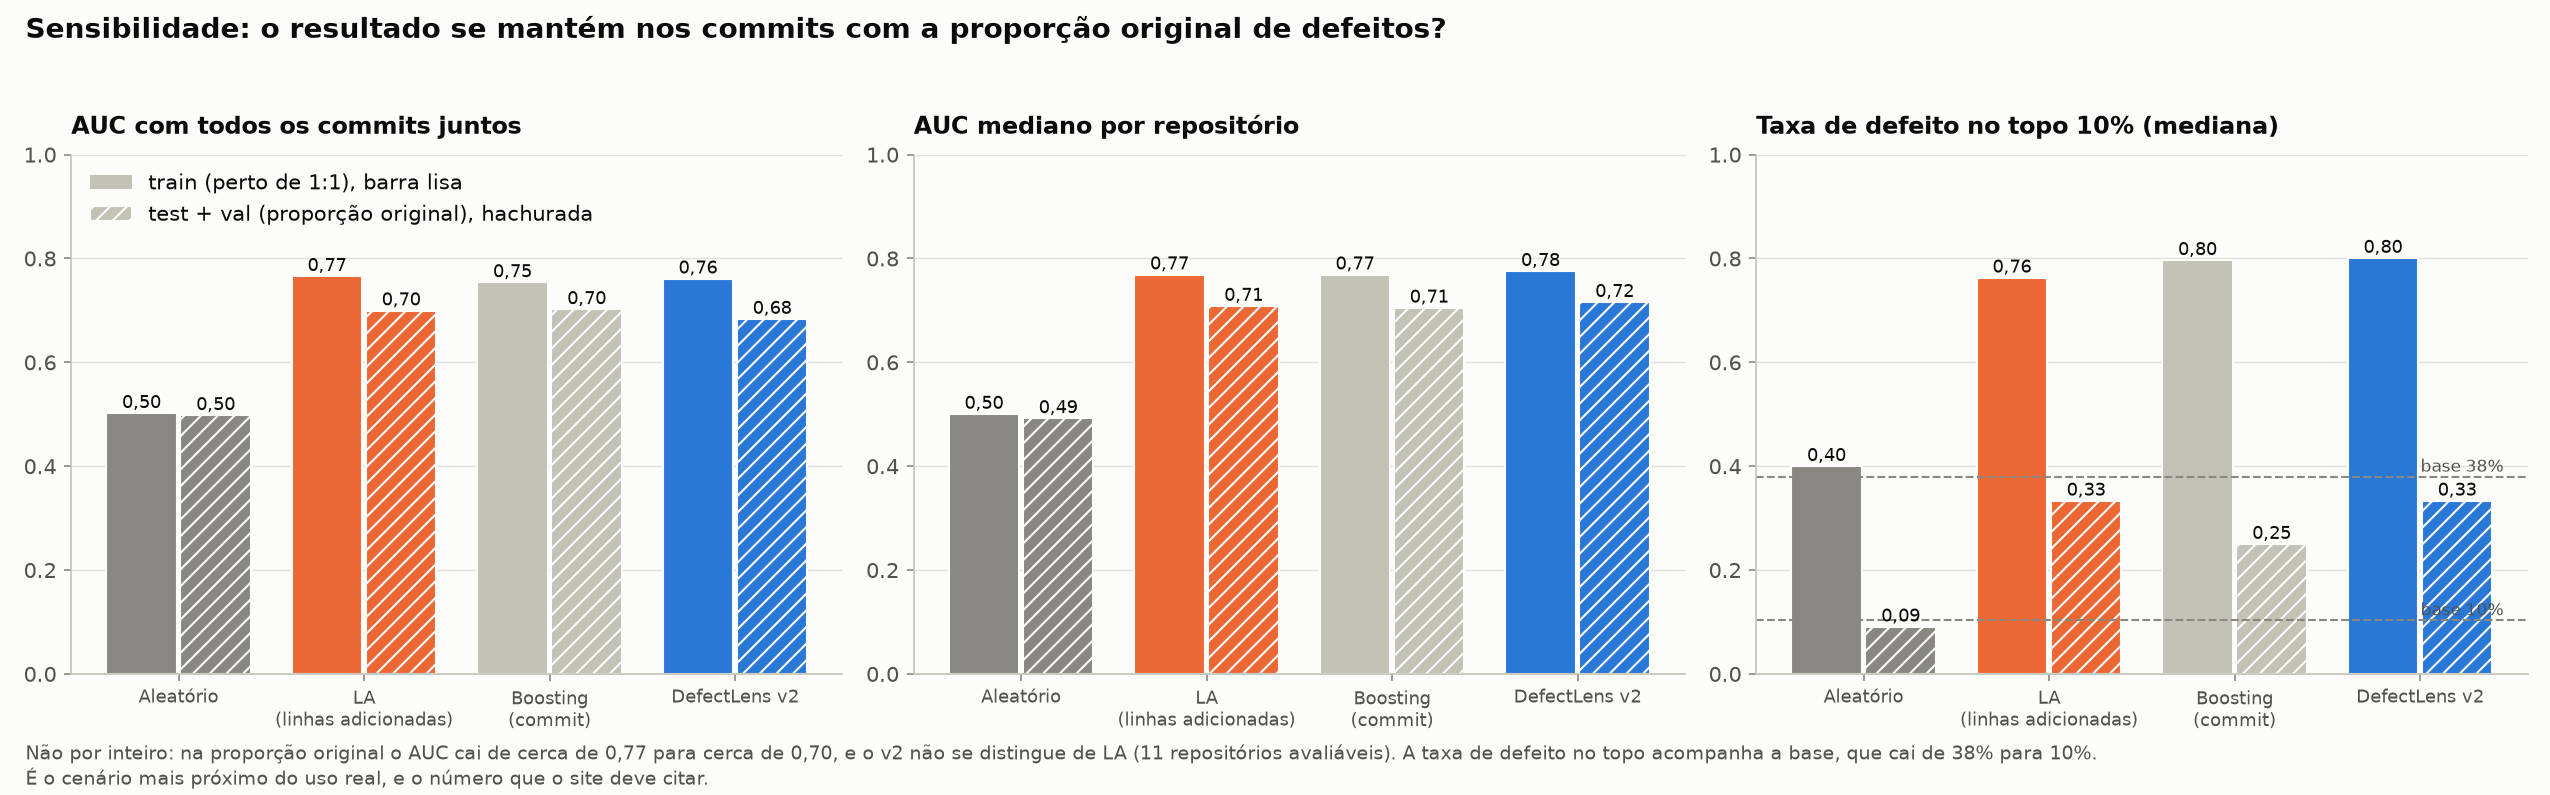 Sensibilidade: o resultado se mantém nos commits com a proporção original de defeitos?
AUC com todos os commits juntos
1.0
0.8
0.6
0.4
0.2
0.0
train (perto de 1:1), barra lisa
test + val (proporção original), hachurada
0,50
0,50
0,77
0,70
0,75
0,70
0,76
0,68
Aleatório
LA
(linhas adicionadas)
Boosting
(commit)
DefectLens v2
AUC mediano por repositório
1.0
0.8
0.6
0.4
0.2
0.0
0,50
0,49
0,77
0,71
0,77
0,71
0,78
0,72
Aleatório
LA
(linhas adicionadas)
Boosting
(commit)
DefectLens v2
Taxa de defeito no topo 10% (mediana)
1.0
0.8
0.6
0.4
0.2
0.0
0,40
0,09
0,76
0,33
0,80
0,25
0,80
0,33
base 38%
base 10%
Aleatório
LA
(linhas adicionadas)
Boosting
(commit)
DefectLens v2
Não por inteiro: na proporção original o AUC cai de cerca de 0,77 para cerca de 0,70, e o v2 não se distingue de LA (11 repositórios avaliáveis). A taxa de defeito no topo acompanha a base, que cai de 38% para 10%.
É o cenário mais próximo do uso real, e o número que o site deve citar.